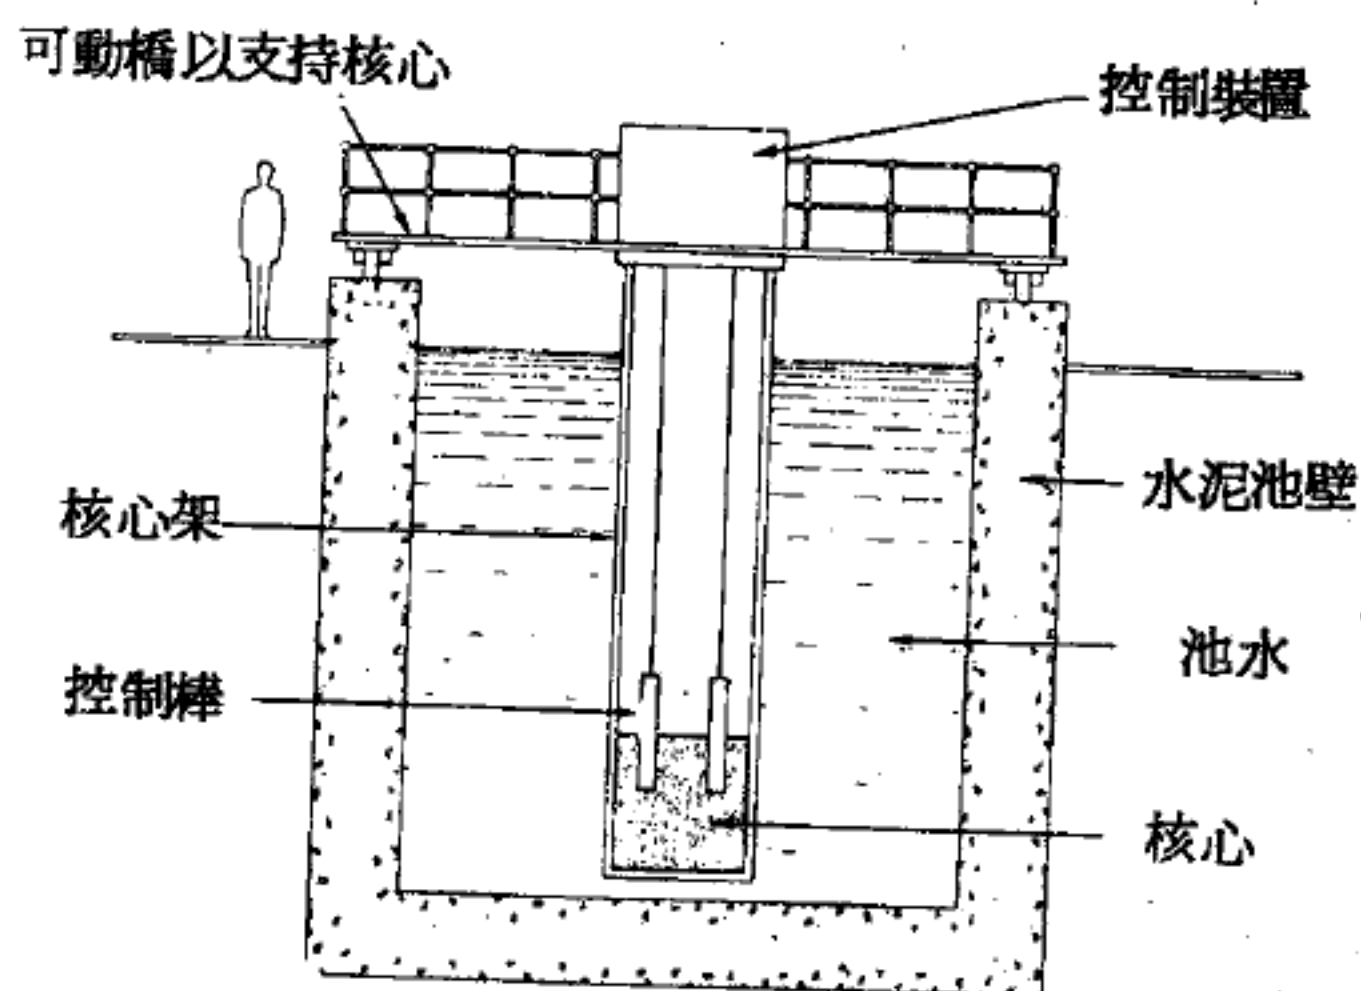 可動橋以支持核心
控制裝置
核心架
水泥池壁
池水
控制棒
核心